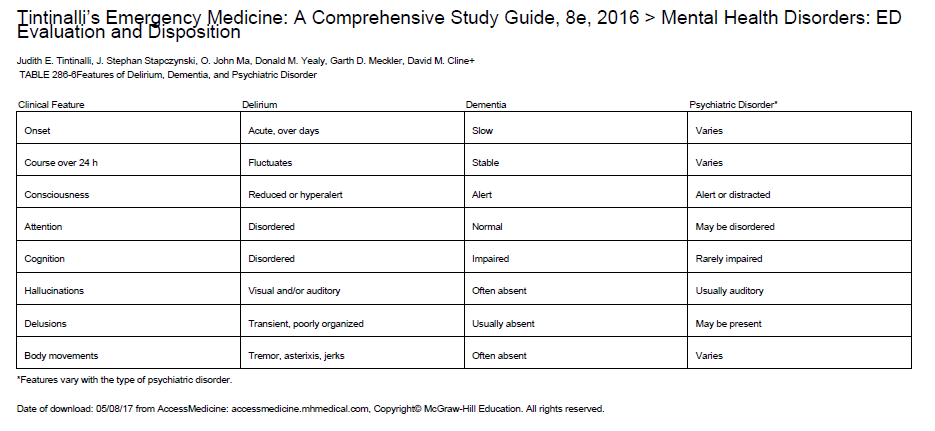 Tintinalli’s Emergency Medicine: A Comprehensive Study Guide, 8e, 2016 > Mental Health Disorders: ED
Evaluation and Disposition
Judith E. Tintinalli, J. Stephan Stapczynski, O. John Ma, Donald M. Yealy, Garth D. Meckler, David M. Cline+
TABLE 286-6Features of Delirium, Dementia, and Psychiatric Disorder
Clinical Feature Delirium Dementia Psychiatric Disorder*
Onset Acute, over days Slow Varies
Course over 24 h Fluctuates Stable Varies
Consciousness Reduced or hyperalert Alert Alert or distracted
Attention Disordered Normal May be disordered
Cognition Disordered Impaired Rarely impaired
Hallucinations Visual and/or auditory Often absent Usually auditory
Delusions Transient, poorly organized Usually absent May be present
Body movements Tremor, asterixis, jerks Often absent Varies
*Features vary with the type of psychiatric disorder.
Date of download: 05/08/17 from AccessMedicine: accessmedicine.mhmedical.com, Copyright© McGraw-Hill Education. All rights reserved.